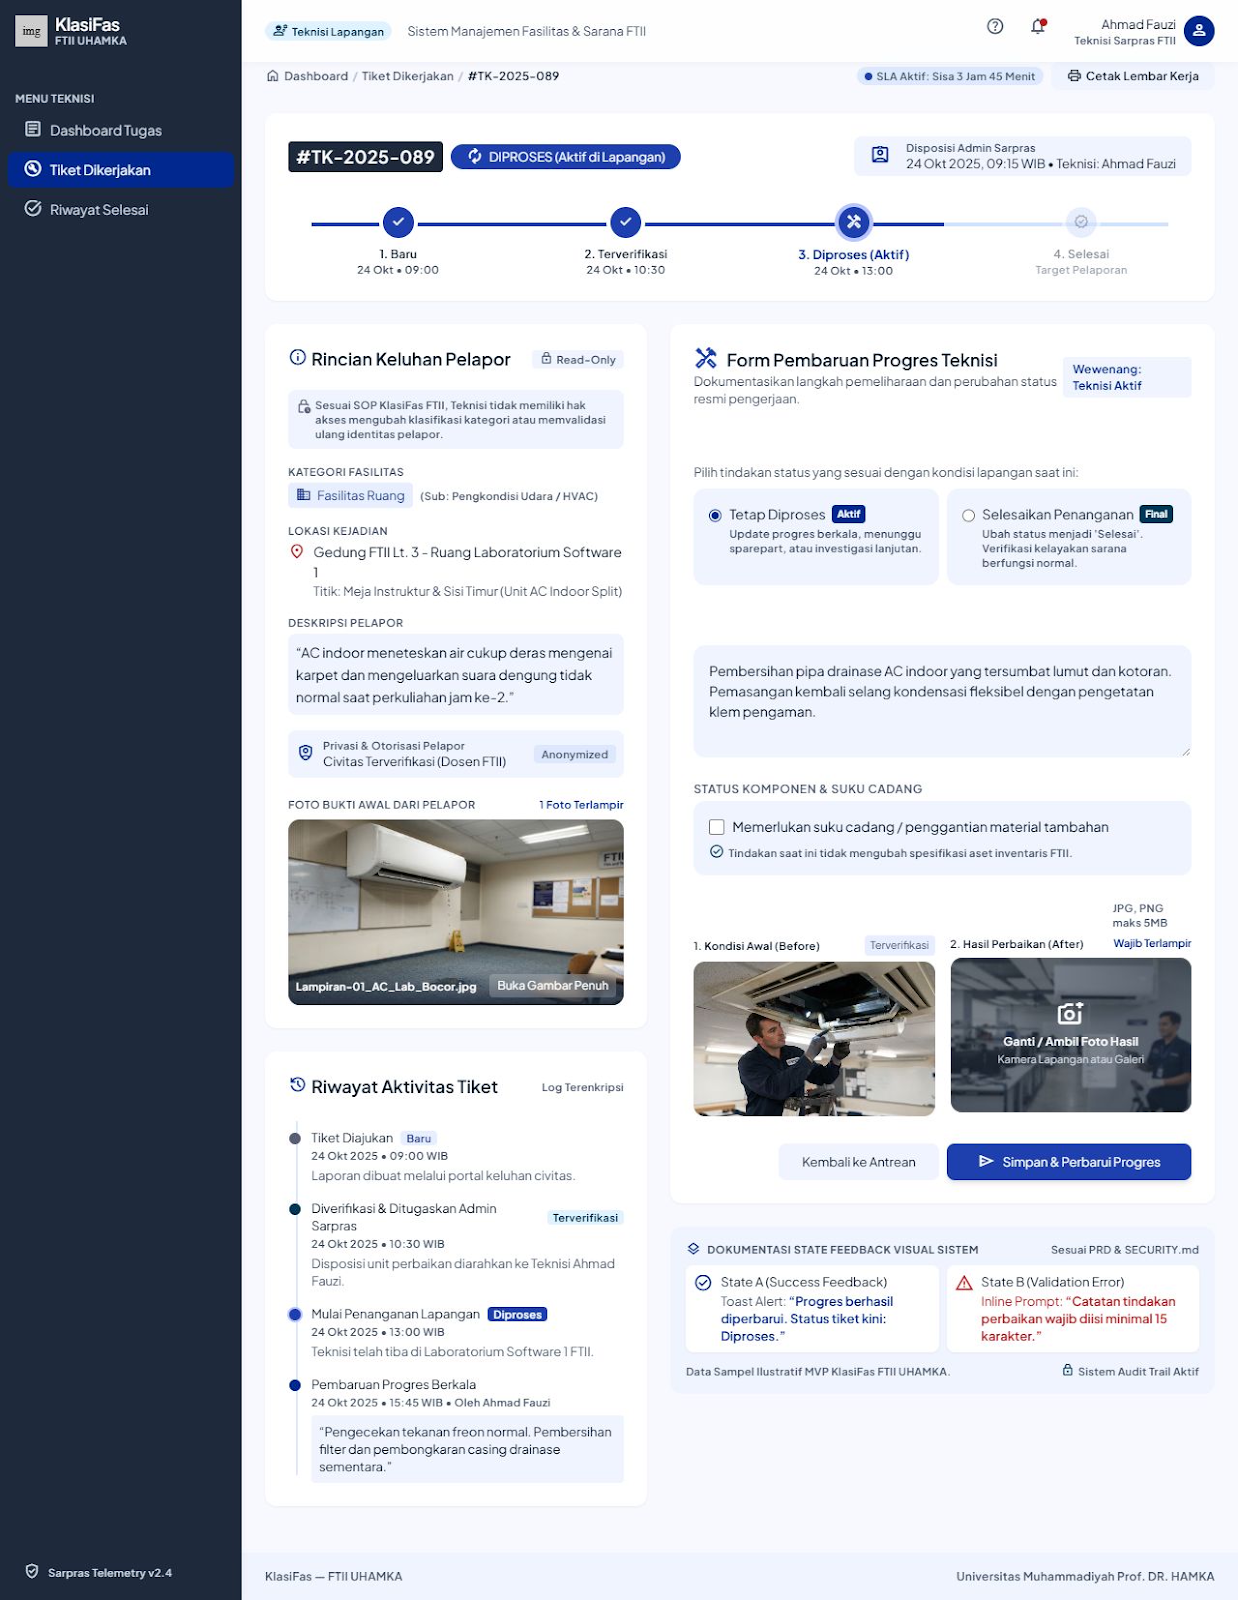 img
KlasiFas
FTII UHAMKA
MENU TEKNISI
Dashboard Tugas
Tiket Dikerjakan
Riwayat Selesai
Sarpras Telemetry v2.4
Teknisi Lapangan
Sistem Manajemen Fasilitas & Sarana FTII
Ahmad Fauzi
Teknisi Sarpras FTII
Dashboard / Tiket Dikerjakan / #TK-2025-089
SLA Aktif: Sisa 3 Jam 45 Menit
Cetak Lembar Kerja
#TK-2025-089
DIPROSES (Aktif di Lapangan)
Disposisi Admin Sarpras
24 Okt 2025, 09:15 WIB • Teknisi: Ahmad Fauzi
1. Baru
24 Okt • 09:00
2. Terverifikasi
24 Okt • 10:30
3. Diproses (Aktif)
24 Okt • 13:00
4. Selesai
Target Pelaporan
Rincian Keluhan Pelapor
Read-Only
Sesuai SOP KlasiFas FTII, Teknisi tidak memiliki hak
akses mengubah klasifikasi kategori atau memvalidasi
ulang identitas pelapor.
KATEGORI FASILITAS
Fasilitas Ruang
(Sub: Pengkondisi Udara / HVAC)
LOKASI KEJADIAN
Gedung FTII Lt. 3 - Ruang Laboratorium Software
1
Titik: Meja Instruktur & Sisi Timur (Unit AC Indoor Split)
DESKRIPSI PELAPOR
“AC indoor meneteskan air cukup deras mengenai
karpet dan mengeluarkan suara dengung tidak
normal saat perkuliahan jam ke-2.”
Privasi & Otorisasi Pelapor
Civitas Terverifikasi (Dosen FTII)
Anonymized
FOTO BUKTI AWAL DARI PELAPOR
1 Foto Terlampir
FTII
Lampiran-01_AC_Lab_Bocor.jpg
Buka Gambar Penuh
Riwayat Aktivitas Tiket
Log Terenkripsi
Tiket Diajukan
Baru
24 Okt 2025 • 09:00 WIB
Laporan dibuat melalui portal keluhan civitas.
Diverifikasi & Ditugaskan Admin
Sarpras
Terverifikasi
24 Okt 2025 • 10:30 WIB
Disposisi unit perbaikan diarahkan ke Teknisi Ahmad
Fauzi.
Mulai Penanganan Lapangan
Diproses
24 Okt 2025 • 13:00 WIB
Teknisi telah tiba di Laboratorium Software 1 FTII.
Pembaruan Progres Berkala
24 Okt 2025 • 15:45 WIB • Oleh Ahmad Fauzi
“Pengecekan tekanan freon normal. Pembersihan
filter dan pembongkaran casing drainase
sementara.”
Form Pembaruan Progres Teknisi
Dokumentasikan langkah pemeliharaan dan perubahan status
resmi pengerjaan.
Wewenang:
Teknisi Aktif
Pilih tindakan status yang sesuai dengan kondisi lapangan saat ini:
Tetap Diproses
Aktif
Update progres berkala, menunggu
sparepart, atau investigasi lanjutan.
Selesaikan Penanganan
Final
Ubah status menjadi 'Selesai'.
Verifikasi kelayakan sarana
berfungsi normal.
Pembersihan pipa drainase AC indoor yang tersumbat lumut dan kotoran.
Pemasangan kembali selang kondensasi fleksibel dengan pengetatan
klem pengaman.
STATUS KOMPONEN & SUKU CADANG
Memerlukan suku cadang / penggantian material tambahan
Tindakan saat ini tidak mengubah spesifikasi aset inventaris FTII.
JPG, PNG
maks 5MB
1. Kondisi Awal (Before)
Terverifikasi
2. Hasil Perbaikan (After)
Wajib Terlampir
Ganti / Ambil Foto Hasil
Kamera Lapangan atau Galeri
Kembali ke Antrean
Simpan & Perbarui Progres
DOKUMENTASI STATE FEEDBACK VISUAL SISTEM
Sesuai PRD & SECURITY.md
State A (Success Feedback)
Toast Alert: “Progres berhasil
diperbarui. Status tiket kini:
Diproses.”
State B (Validation Error)
Inline Prompt: “Catatan tindakan
perbaikan wajib diisi minimal 15
karakter.”
Data Sampel Ilustratif MVP KlasiFas FTII UHAMKA.
Sistem Audit Trail Aktif
KlasiFas — FTII UHAMKA
Universitas Muhammadiyah Prof. DR. HAMKA